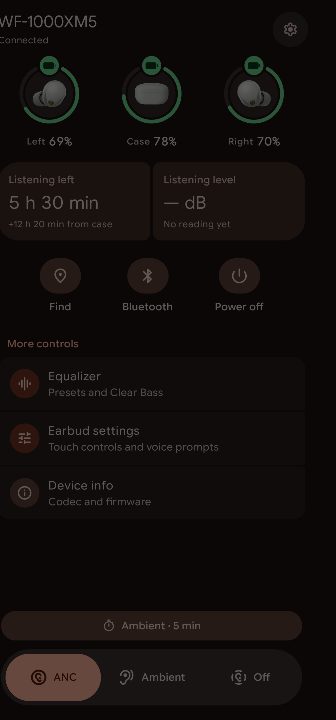 WF-1000XM5
Connected
Left 69%
Case 78%
Right 70%
Listening left
5 h 30 min
+12 h 20 min from case
Listening level
— dB
No reading yet
Find
Bluetooth
Power off
More controls
Equalizer
Presets and Clear Bass
Earbud settings
Touch controls and voice prompts
Device info
Codec and firmware
Ambient · 5 min
ANC
Ambient
Off